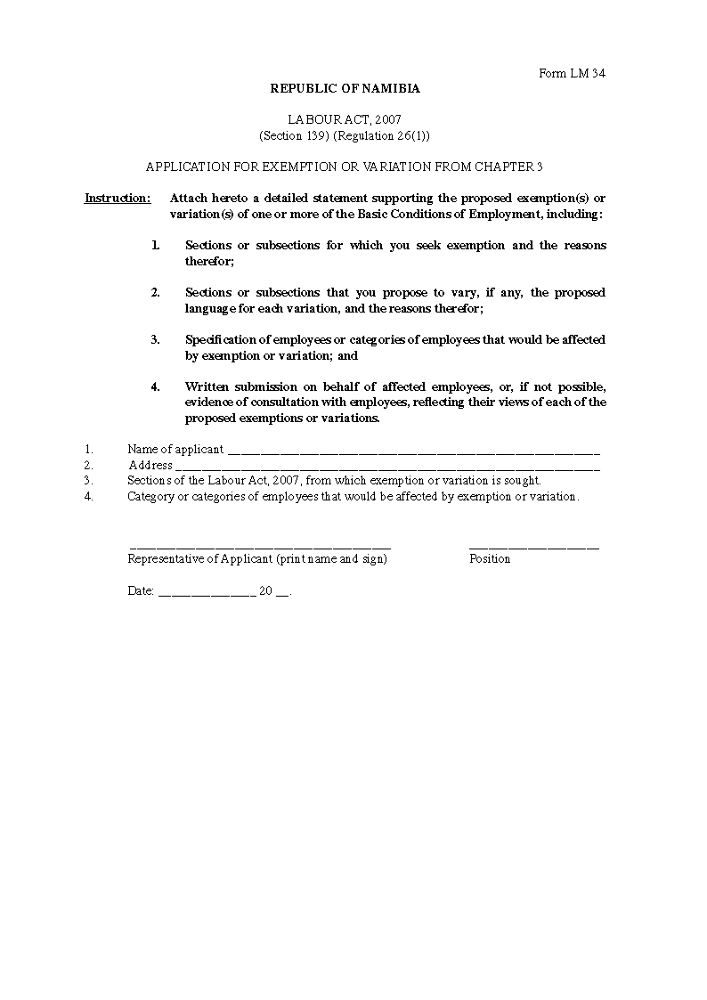 Form LM 34
REPUBLIC OF NAMIBIA
LABOUR ACT, 2007
(Section 139) (Regulation 26(1))
APPLICATION FOR EXEMPTION OR VARIATION FROM CHAPTER 3
Instruction: Attach hereto a detailed statement supporting the proposed exemption(s) or
variation(s) of one or more of the Basic Conditions of Employment, including:
1. Sections or subsections for which you seek exemption and the reasons
therefor;
2. Sections or subsections that you propose to vary, if any, the proposed
language for each variation, and the reasons therefor;
3. Specification of employees or categories of employees that would be affected
by exemption or variation; and
4. Written submission on behalf of affected employees, or, if not possible,
evidence of consultation with employees, reflecting their views of each of the
proposed exemptions or variations.
1. Name of applicant ______________________________________________________
2. Address ______________________________________________________________
3. Sections of the Labour Act, 2007, from which exemption or variation is sought.
4. Category or categories of employees that would be affected by exemption or variation.
______________________________________ ___________________
Representative of Applicant (print name and sign) Position
Date: ______________ 20 __.